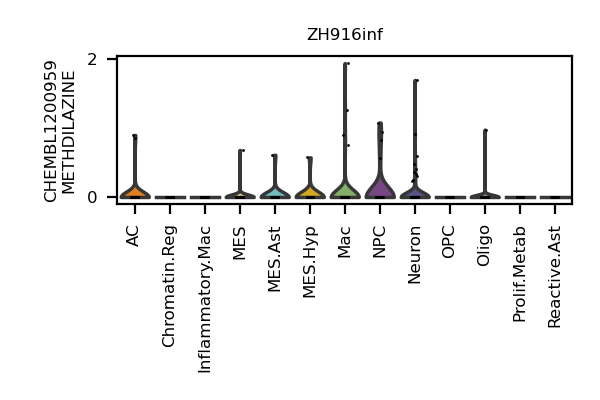 ZH916inf
CHEMBL1200959
METHDILAZINE
2
0
AC
Chromatin.Reg
Inflammatory.Mac
MES
MES.Ast
MES.Hyp
Mac
NPC
Neuron
OPC
Oligo
Prolif.Metab
Reactive.Ast